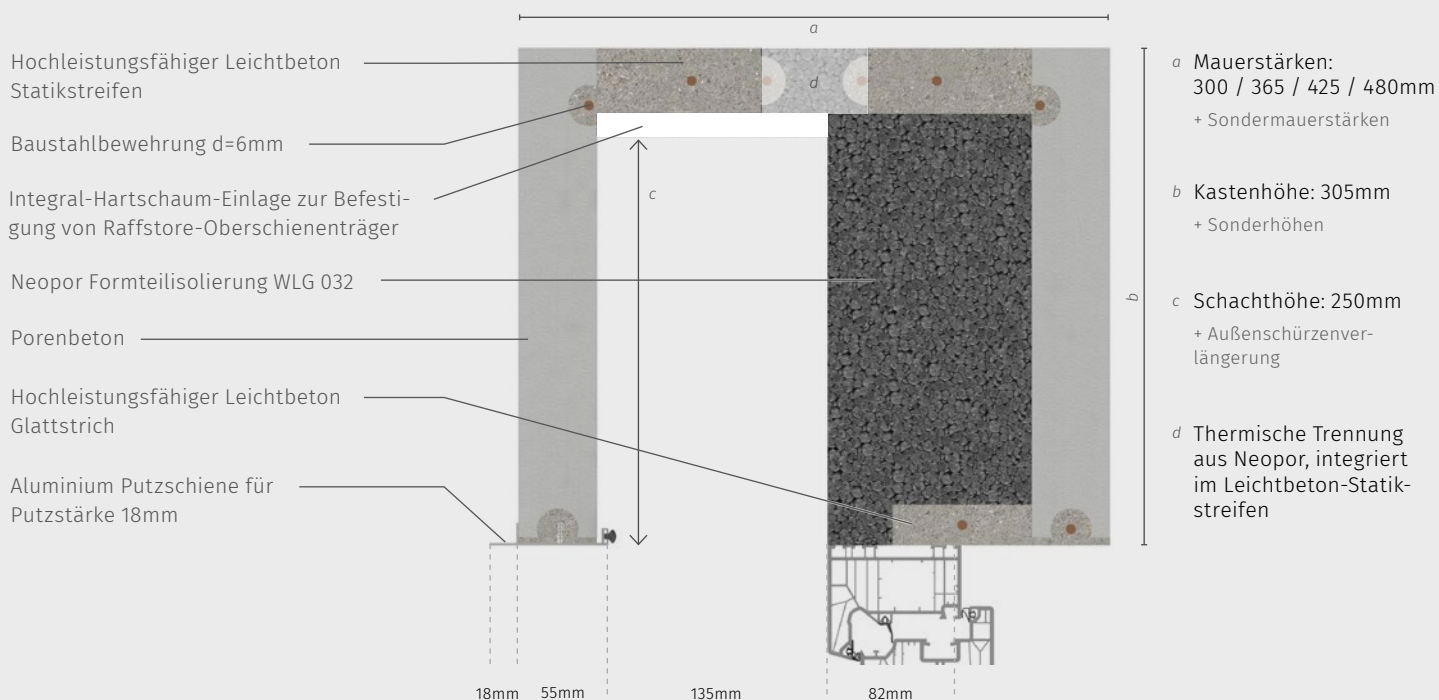 a
Hochleistungsfähiger Leichtbeton
Statikstreifen
Baustahlbewehrung d=6mm
Integral-Hartschaum-Einlage zur Befesti-
gung von Raffstore-Oberschienenträger
Neopor Formteilisolierung WLG 032
Porenbeton
Hochleistungsfähiger Leichtbeton
Glattstrich
Aluminium Putzschiene für
Putzstärke 18mm
d
c
b
a Mauerstärken:
300 / 365 / 425 / 480mm
+ Sondermauerstärken
b Kastenhöhe: 305mm
+ Sonderhöhen
c Schachthöhe: 250mm
+ Außenschürzenver-
längerung
d Thermische Trennung
aus Neopor, integriert
im Leichtbeton-Statik-
streifen
18mm 55mm 135mm 82mm